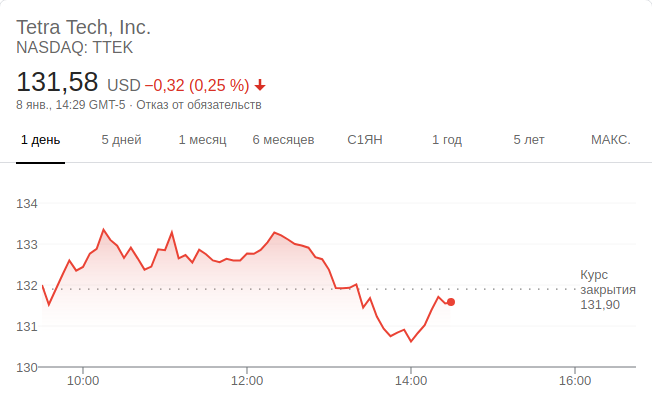 Tetra Tech, Inc.
NASDAQ: TTEK
131,58 USD −0,32 (0,25 %)
8 янв., 14:29 GMT-5 · Отказ от обязательств
1 день 5 дней 1 месяц 6 месяцев С1ЯН 1 год 5 лет МАКС.
134
133
132
131
130
Курс
закрытия
131,90
10:00 12:00 14:00 16:00